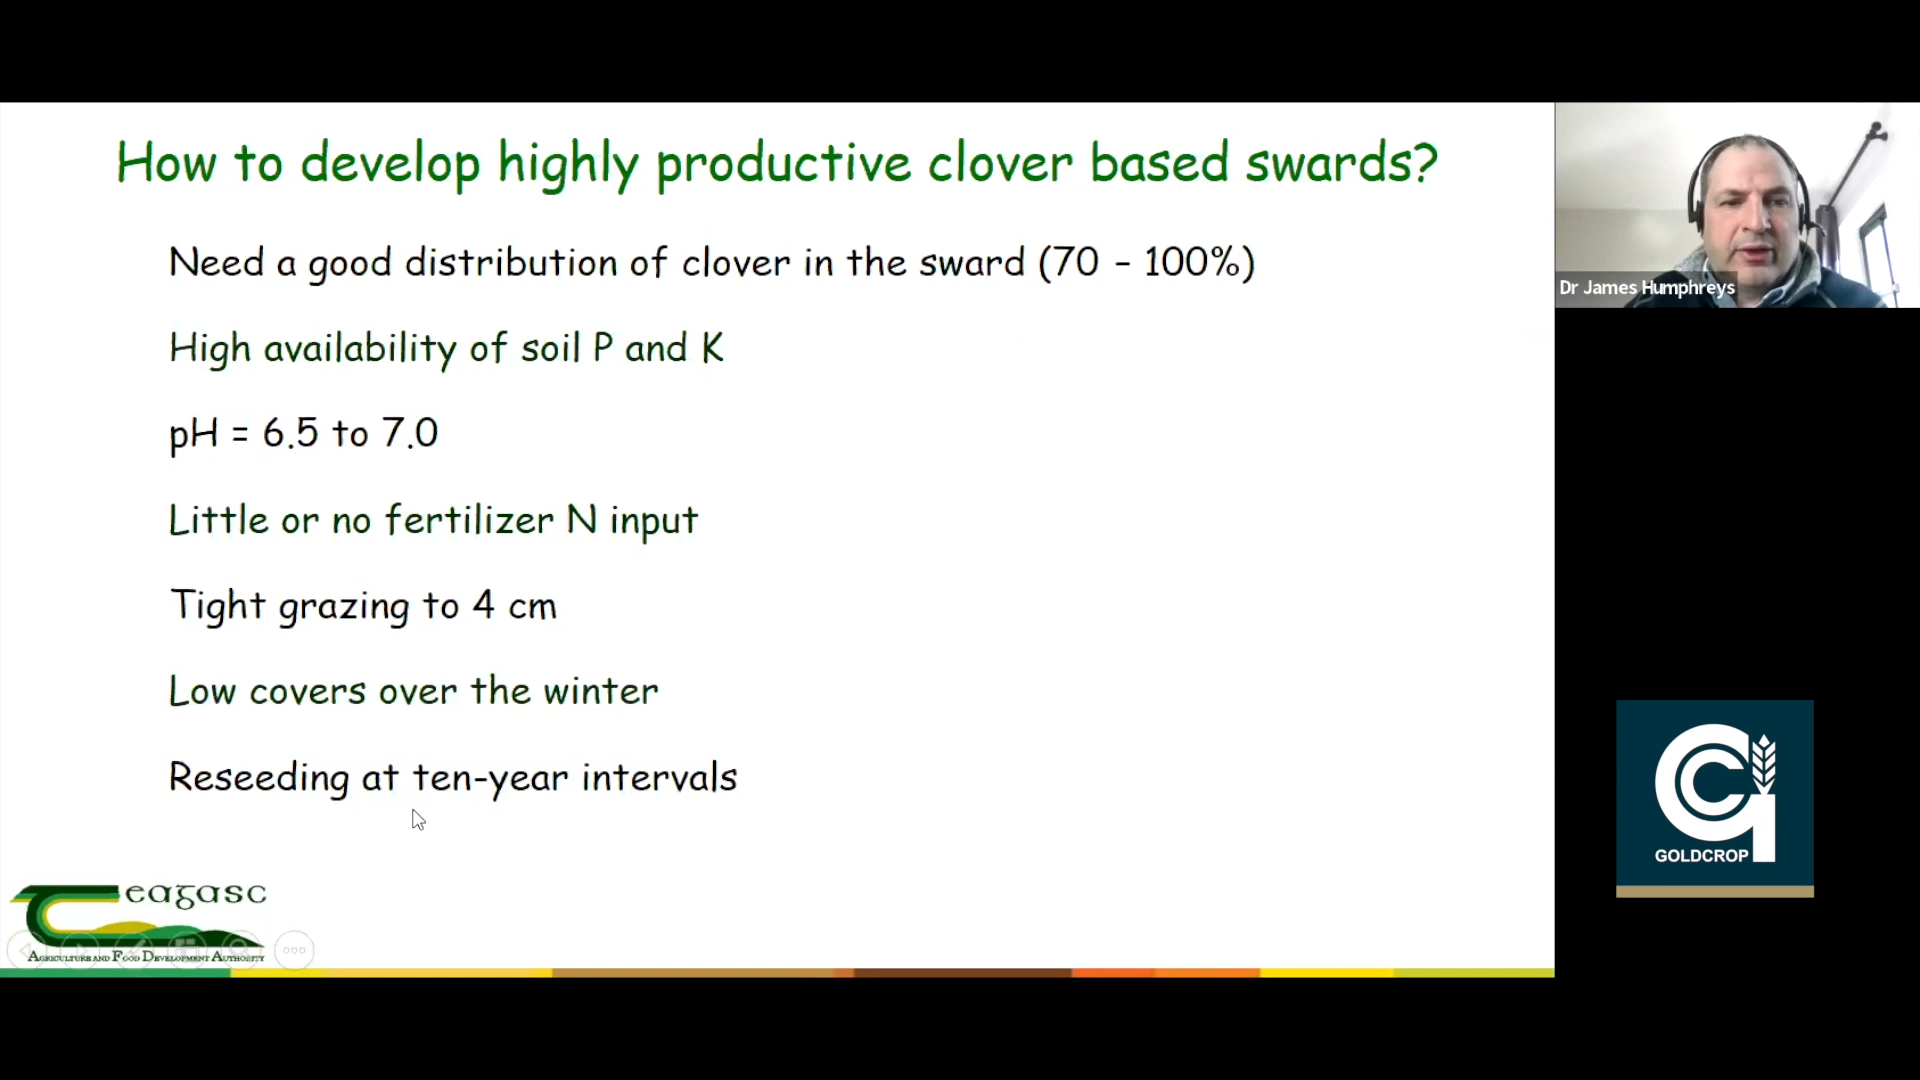 How to develop highly productive clover based swards?
Need a good distribution of clover in the sward (70 - 100%)
High availability of soil P and K
pH = 6.5 to 7.0
Little or no fertilizer N input
Tight grazing to 4 cm
Low covers over the winter
Reseeding at ten-year intervals
eagasc
AGRICULTURE AND FOOD DEVELOPMENT AUTHORITY
Dr James Humphreys
GOLDCROP